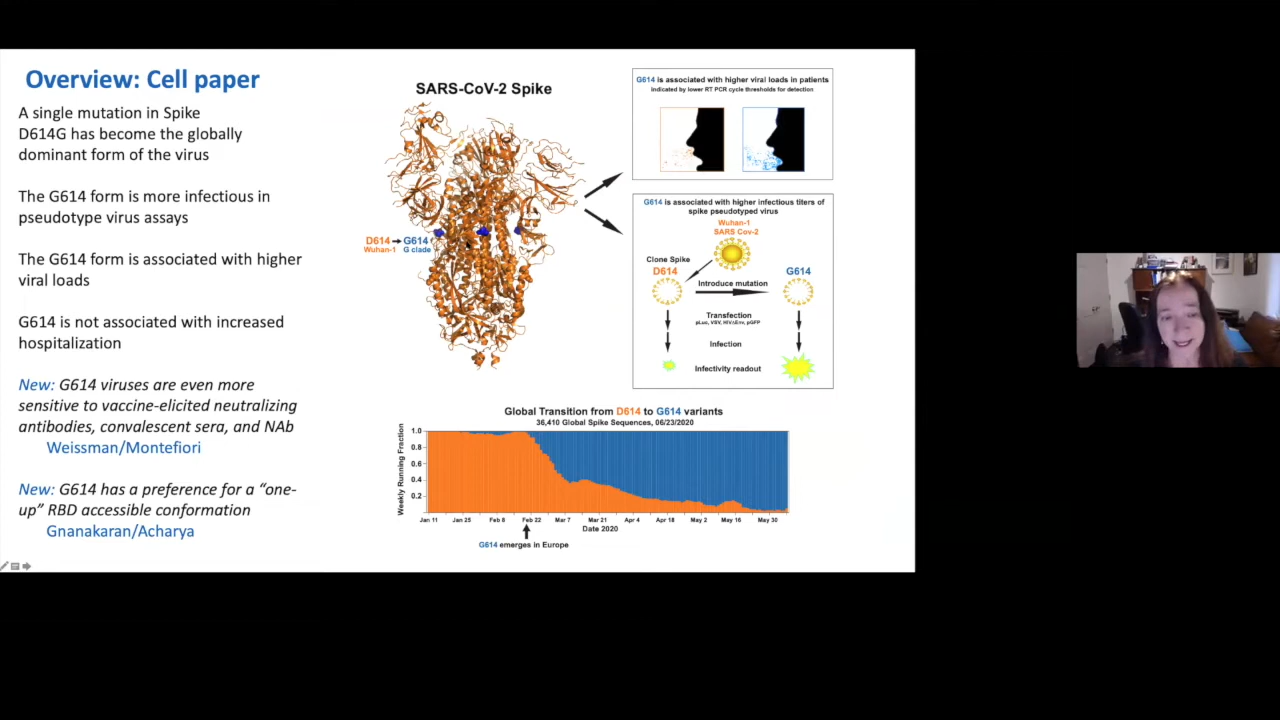 Overview: Cell paper
A single mutation in Spike
D614G has become the globally
dominant form of the virus
The G614 form is more infectious in
pseudotype virus assays
The G614 form is associated with higher
viral loads
G614 is not associated with increased
hospitalization
New: G614 viruses are even more
sensitive to vaccine-elicited neutralizing
antibodies, convalescent sera, and NAb
Weissman/Montefiori
New: G614 has a preference for a “one-
up” RBD accessible conformation
Gnanakaran/Acharya
SARS-CoV-2 Spike
D614 G614
Wuhan-1 G clade
G614 is associated with higher viral loads in patients
indicated by lower RT PCR cycle thresholds for detection
G614 is associated with higher infectious titers of
spike pseudotyped virus
Wuhan-1
SARS Cov-2
Clone Spike
D614
G614
Introduce mutation
Transfection
pLuc, VSV, HIVΔEnv, pGFP
Infection
Infectivity readout
Global Transition from D614 to G614 variants
36,410 Global Spike Sequences, 06/23/2020
Weekly Running Fraction
1.0
0.8
0.6
0.4
0.2
Jan 11 Jan 25 Feb 8 Feb 22 Mar 7 Mar 21 Apr 4 Apr 18 May 2 May 16 May 30
Date 2020
G614 emerges in Europe